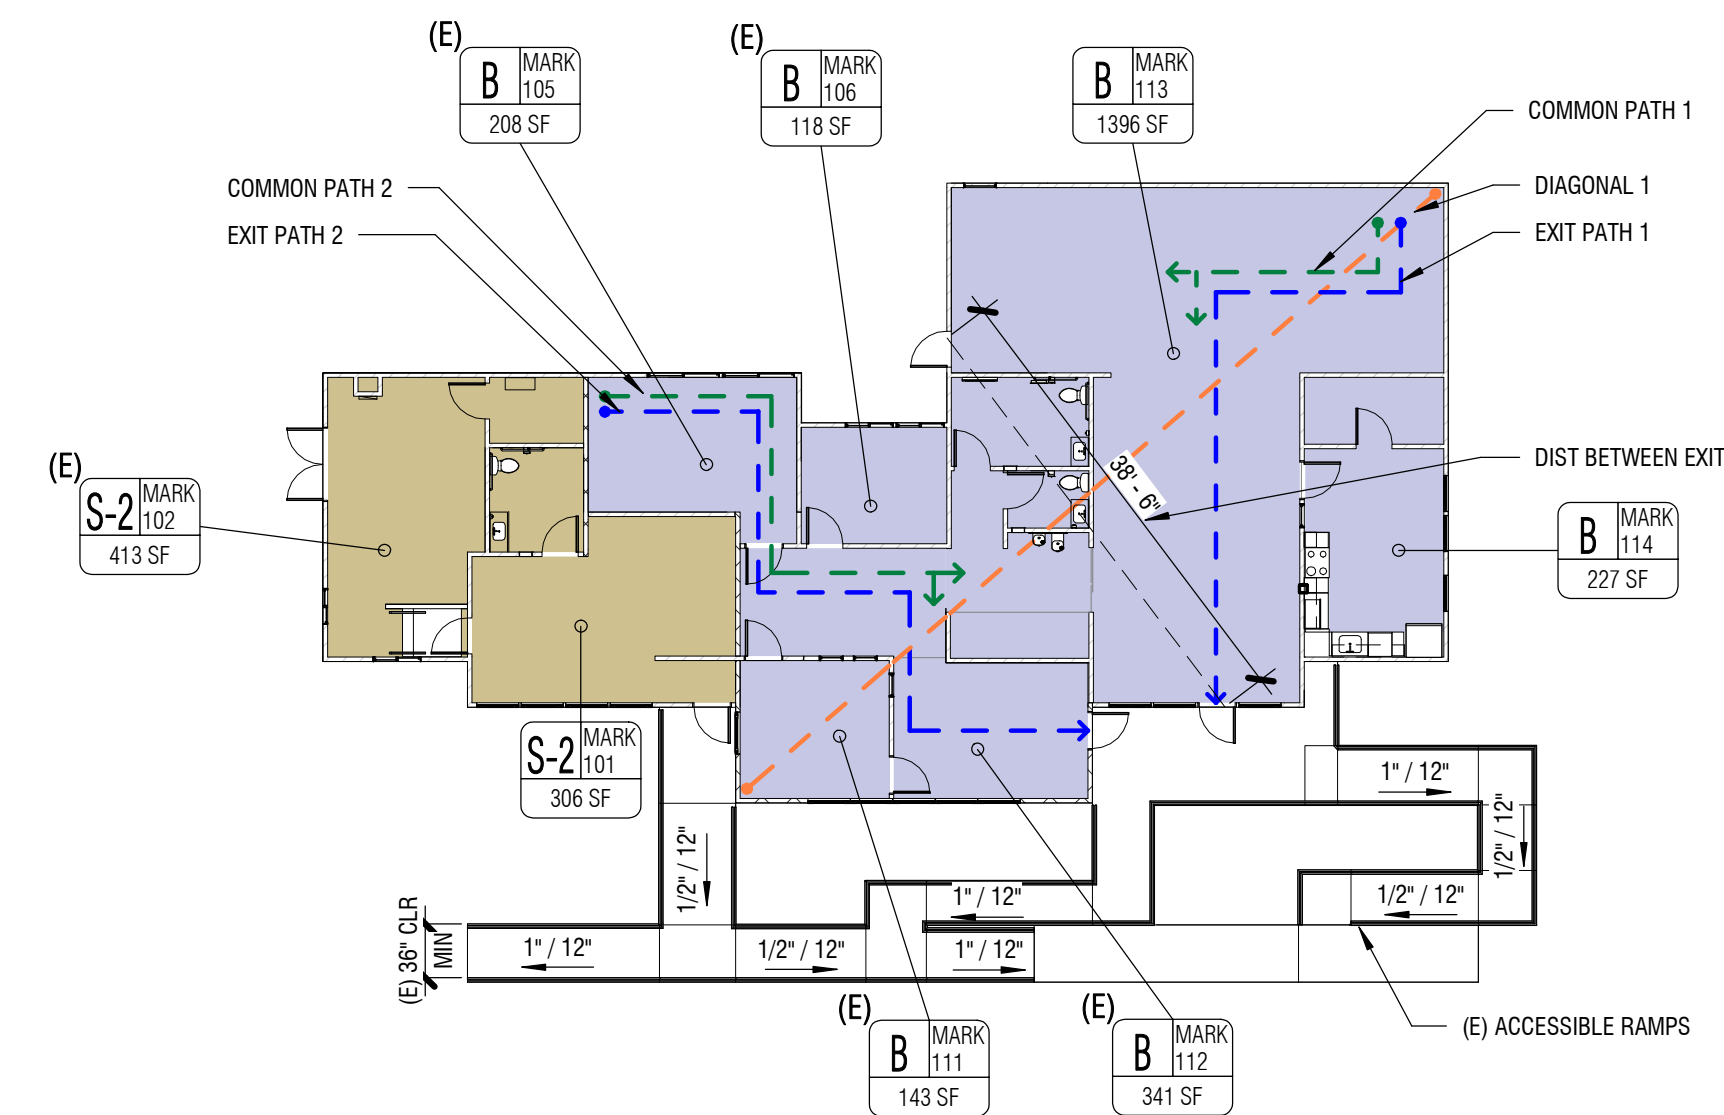 (E)
B
MARK
105
208 SF
(E)
B
MARK
106
118 SF
B
MARK
113
1396 SF
COMMON PATH 1
DIAGONAL 1
EXIT PATH 1
COMMON PATH 2
EXIT PATH 2
(E)
S-2
MARK
102
413 SF
38' - 6"
DIST BETWEEN EXIT
B
MARK
114
227 SF
S-2
MARK
101
306 SF
1" / 12"
1/2" / 12"
1/2" / 12"
1/2" / 12"
1" / 12"
(E) 36" CLR
MIN
1" / 12"
1/2" / 12"
1" / 12"
(E)
B
MARK
111
143 SF
(E)
B
MARK
112
341 SF
(E) ACCESSIBLE RAMPS